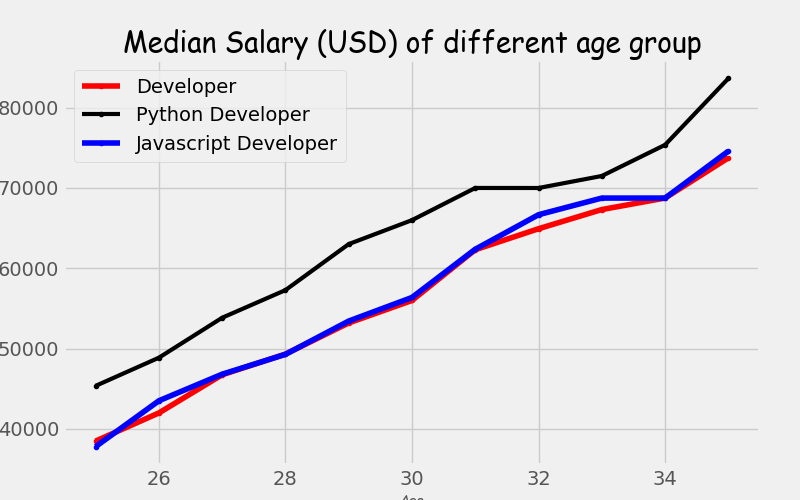 Median Salary (USD) of different age group
Developer
Python Developer
Javascript Developer
80000
70000
60000
50000
40000
26 28 30 32 34